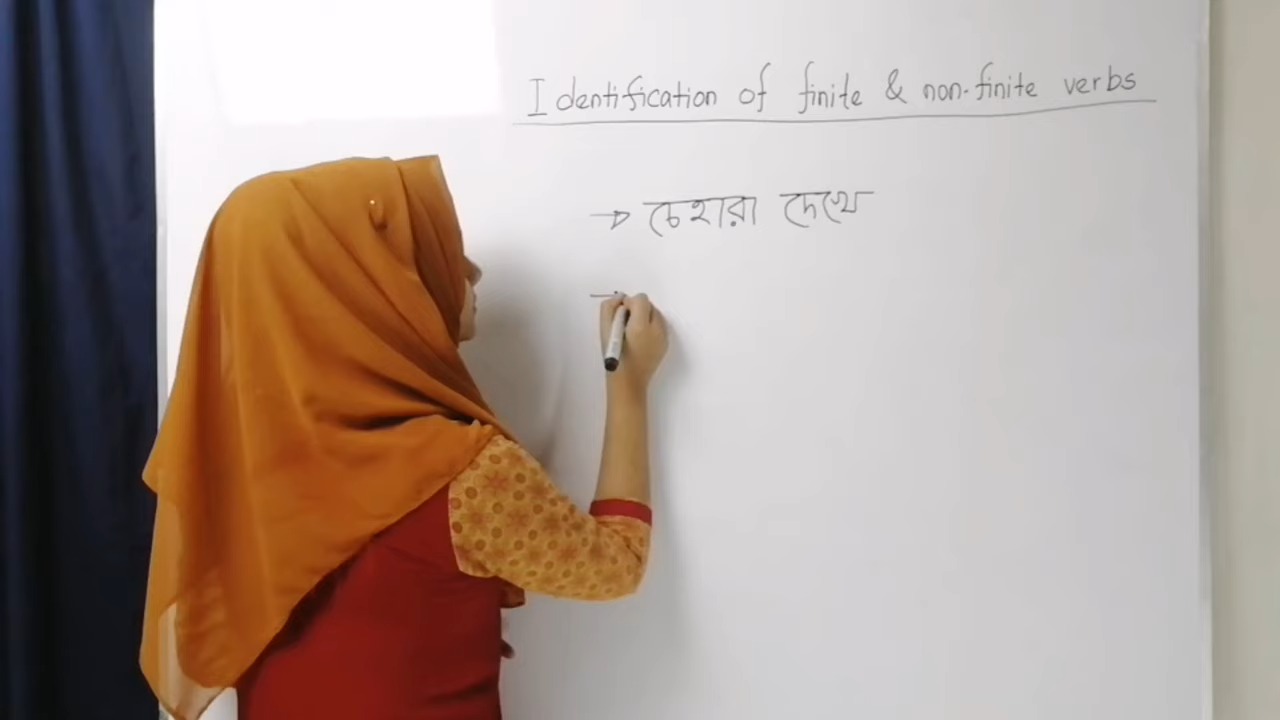 Identification of finite & non-finite verbs
→ চেহারা দেখে